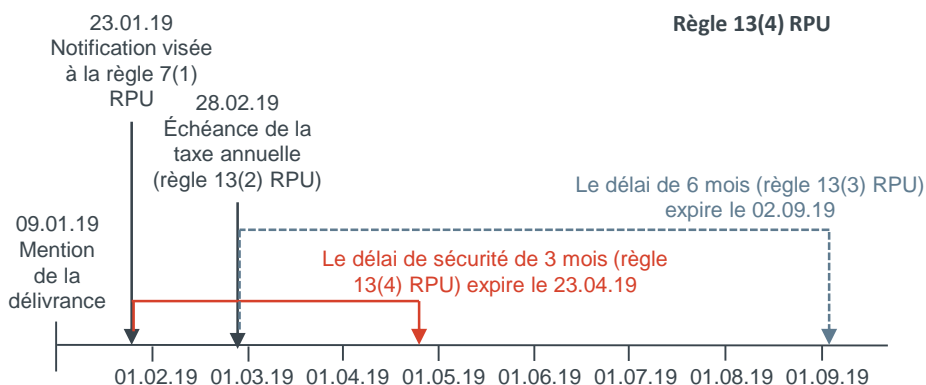 23.01.19
Notification visée
à la règle 7(1)
RPU
Règle 13(4) RPU
28.02.19
Échéance de la
taxe annuelle
(règle 13(2) RPU)
Le délai de 6 mois (règle 13(3) RPU)
expire le 02.09.19
09.01.19
Mention
de la
délivrance
Le délai de sécurité de 3 mois (règle
13(4) RPU) expire le 23.04.19
01.02.19 01.03.19 01.04.19 01.05.19 01.06.19 01.07.19 01.08.19 01.09.19